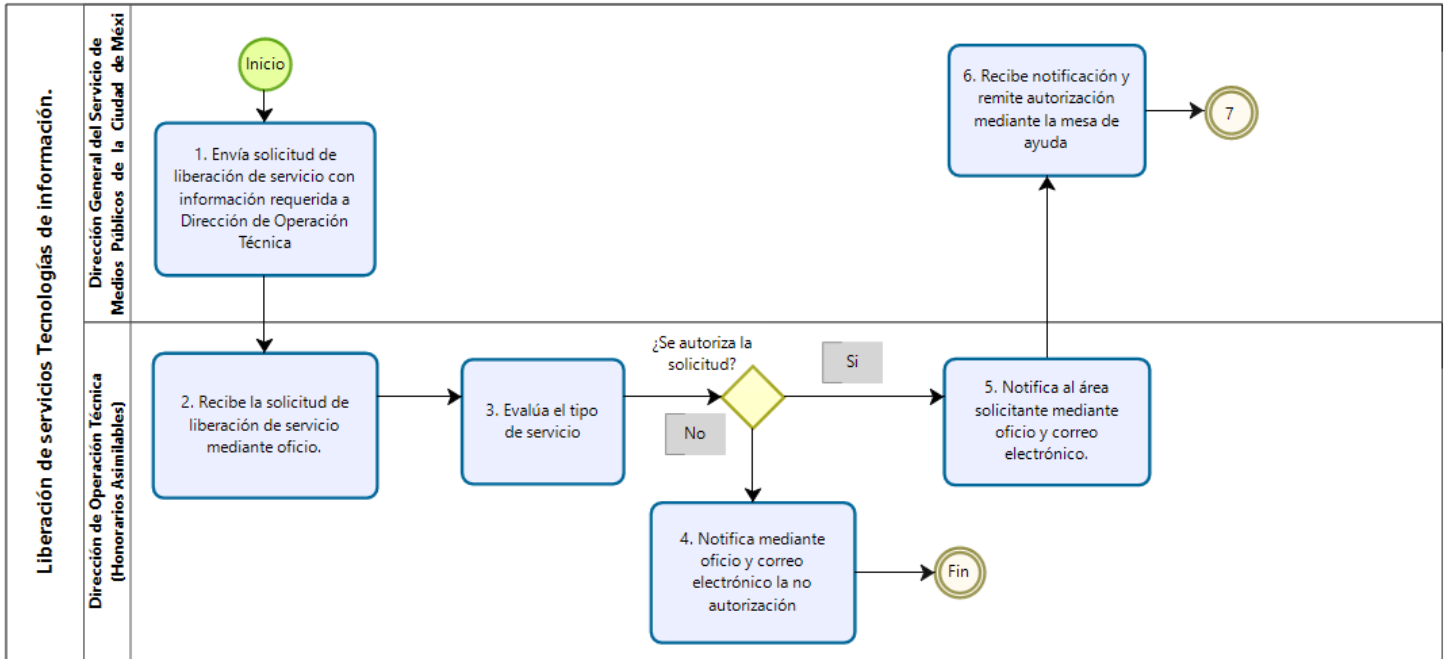 Liberación de servicios Tecnologías de información.
Dirección General del Servicio de
Medios Públicos de la Ciudad de Méxi
Inicio
1. Envía solicitud de
liberación de servicio con
información requerida a
Dirección de Operación
Técnica
6. Recibe notificación y
remite autorización
mediante la mesa de
ayuda
7
Dirección de Operación Técnica
(Honorarios Asimilables)
2. Recibe la solicitud de
liberación de servicio
mediante oficio.
3. Evalúa el tipo
de servicio
¿Se autoriza la
solicitud?
Si
No
5. Notifica al área
solicitante mediante
oficio y correo
electrónico.
4. Notifica mediante
oficio y correo
electrónico la no
autorización
Fin